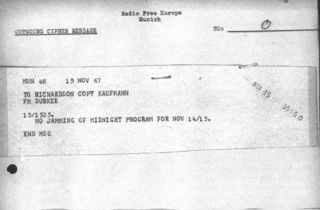 Radio Free Europe
Munich
OUTGOING CIPHER MESSAGE
TO:
MUN 48 15 NOV 67
TO RICHARDSON COPY KAUFMANN
FM DURKEE
15/1535.
NO JAMMING OF MIDNIGHT PROGRAM FOR NOV 14/15.
END MSG